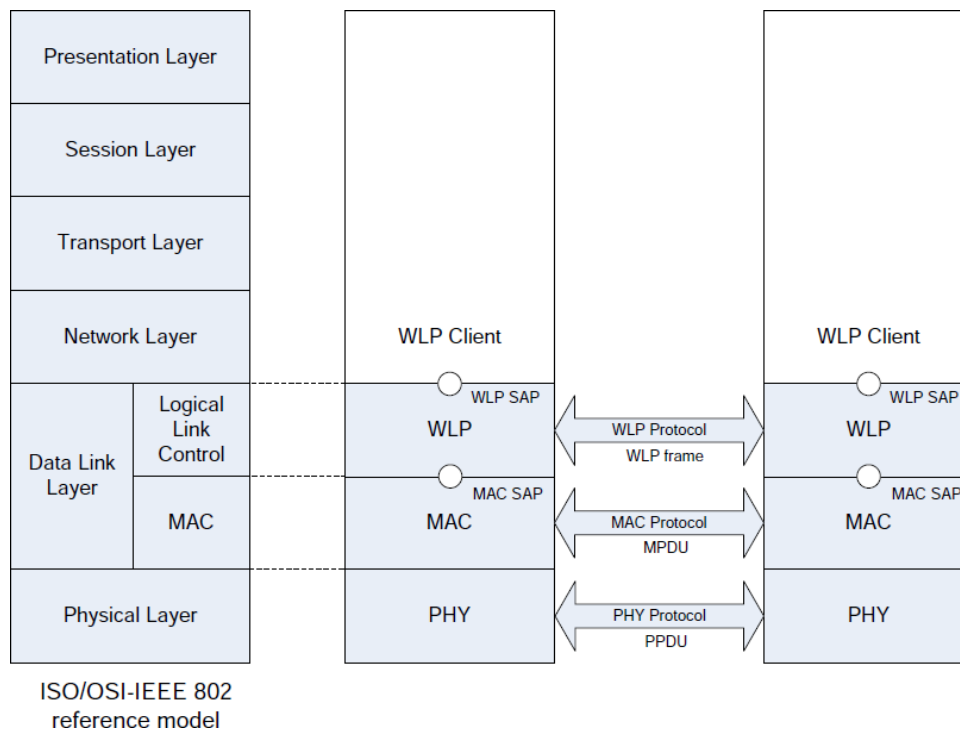 Presentation Layer
Session Layer
Transport Layer
Network Layer
Data Link
Layer
Logical
Link
Control
MAC
Physical Layer
ISO/OSI-IEEE 802
reference model
WLP Client
WLP SAP
WLP
MAC SAP
MAC
PHY
WLP Protocol
WLP frame
MAC Protocol
MPDU
PHY Protocol
PPDU
WLP Client
WLP SAP
WLP
MAC SAP
MAC
PHY